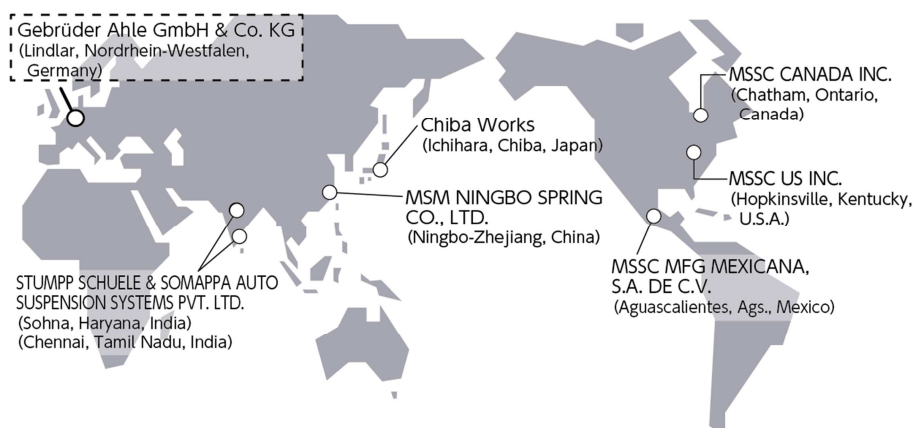 Gebrüder Ahle GmbH & Co. KG
(Lindlar, Nordrhein-Westfalen,
Germany)
MSSC CANADA INC.
(Chatham, Ontario,
Canada)
Chiba Works
(Ichihara, Chiba, Japan)
MSSC US INC.
(Hopkinsville, Kentucky,
U.S.A.)
MSM NINGBO SPRING
CO., LTD.
(Ningbo-Zhejiang, China)
MSSC MFG MEXICANA,
S.A. DE C.V.
(Aguascalientes, Ags., Mexico)
STUMPP SCHUELE & SOMAPPA AUTO
SUSPENSION SYSTEMS PVT. LTD.
(Sohna, Haryana, India)
(Chennai, Tamil Nadu, India)